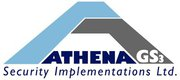 ATHENA GS3
Security Implementations Ltd.